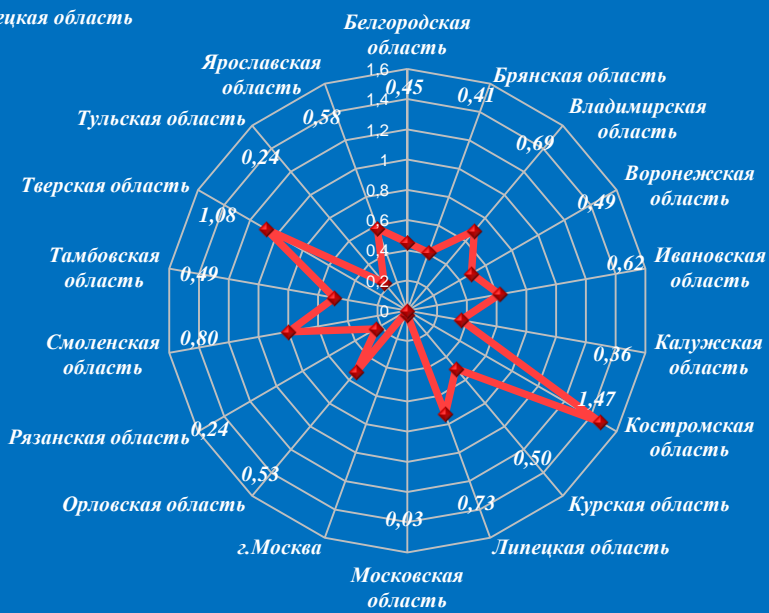 ецкая область
Белгородская
область
Брянская область
Владимирская
область
Воронежская
область
Ивановская
область
Калужская
область
Костромская
область
Курская область
Липецкая область
Московская
область
г.Москва
Орловская область
Рязанская область
Смоленская
область
Тамбовская
область
Тверская область
Тульская область
Ярославская
область
1,6
1,4
1,2
1
0,8
0,6
0,4
0,2
0
0,45
0,41
0,69
0,49
0,62
0,36
1,47
0,50
0,73
0,03
0,53
0,24
0,80
0,49
1,08
0,24
0,58